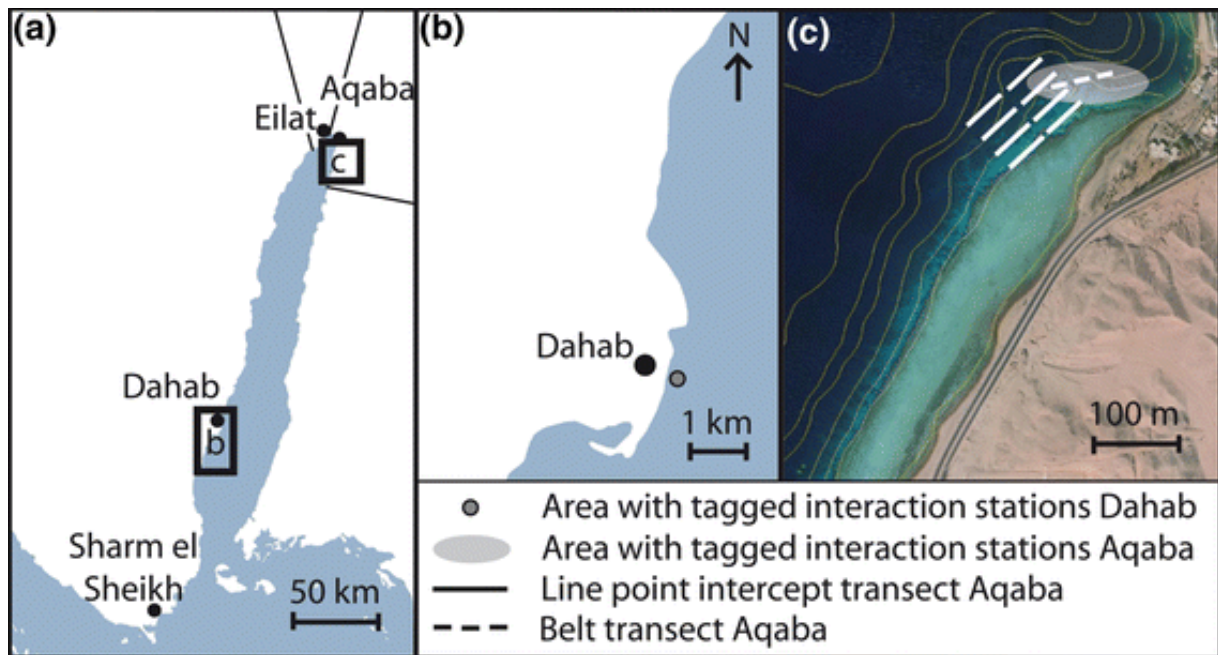 (a)
Aqaba
Eilat
c
Dahab
b
Sharm el
Sheikh
50 km
(b)
N
Dahab
1 km
(c)
100 m
Area with tagged interaction stations Dahab
Area with tagged interaction stations Aqaba
Line point intercept transect Aqaba
Belt transect Aqaba